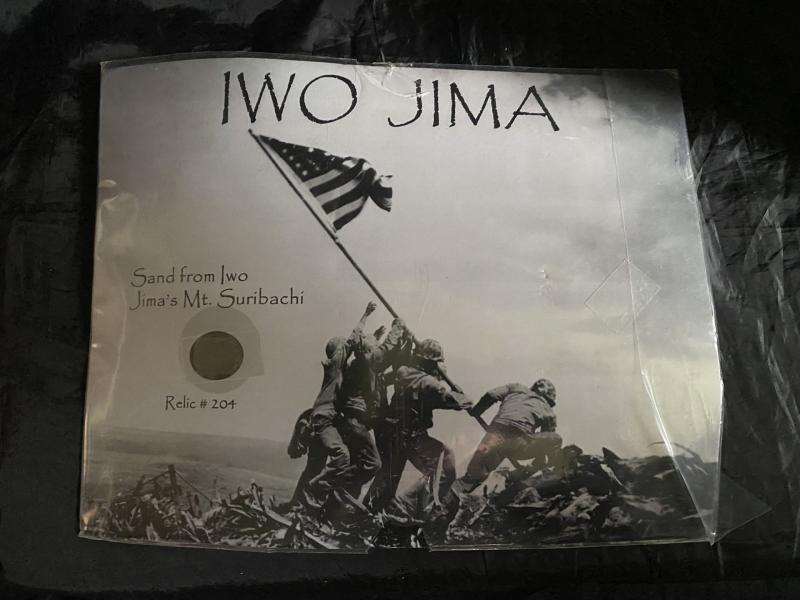 IWO JIMA
Sand from Iwo
Jima's Mt. Suribachi
Relic # 204